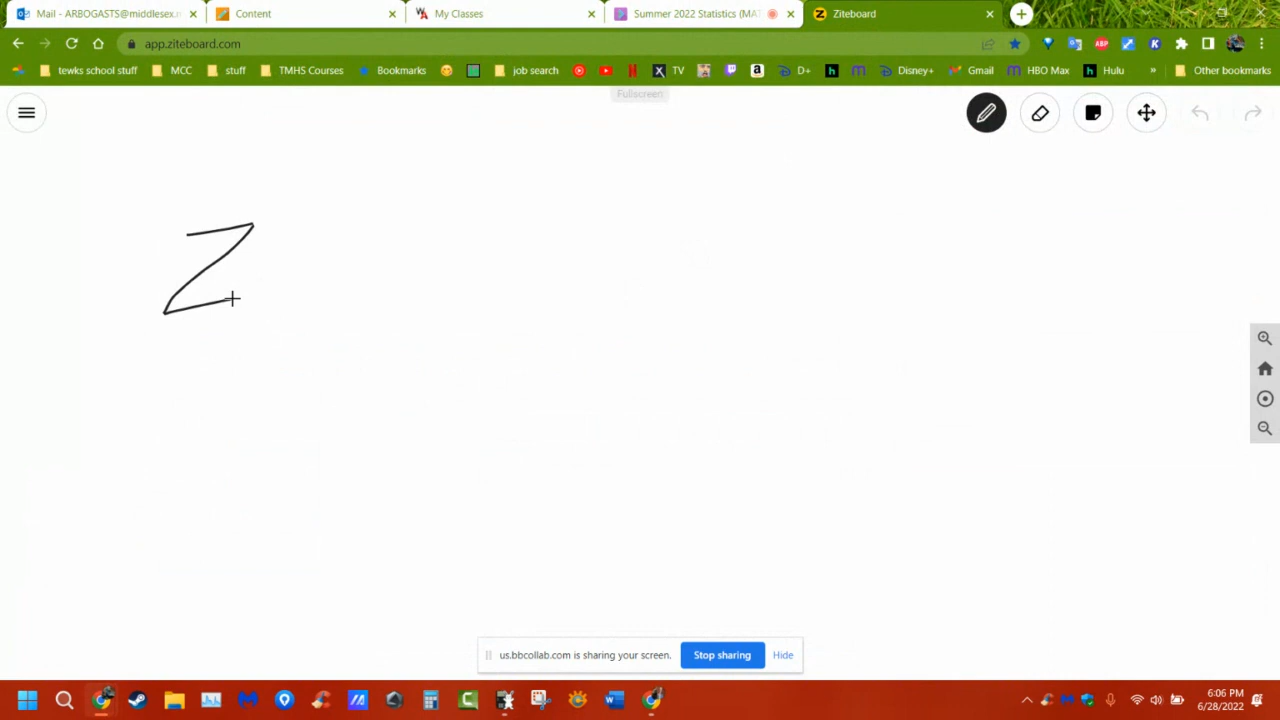 Mail - ARBOGASTS@middlesex.m
Content
My Classes
Summer 2022 Statistics (MAT
Ziteboard
app.ziteboard.com
tewks school stuff
MCC
stuff
TMHS Courses
Bookmarks
job search
TV
D+
Disney+
Gmail
HBO Max
Hulu
»
Other bookmarks
Fullscreen
Z
us.bbcollab.com is sharing your screen.
Stop sharing
Hide
6:06 PM
6/28/2022